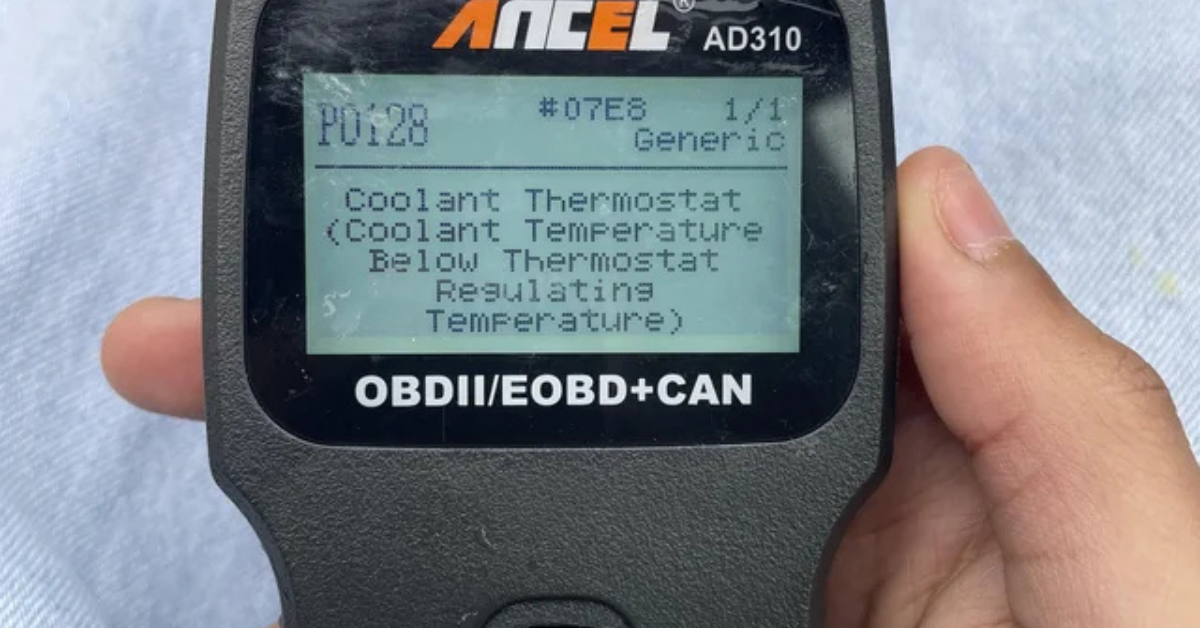 ANCEL® AD310
P0128 #07E8 1/1
Generic
Coolant Thermostat
(Coolant Temperature
Below Thermostat
Regulating
Temperature)
OBDII/EOBD+CAN